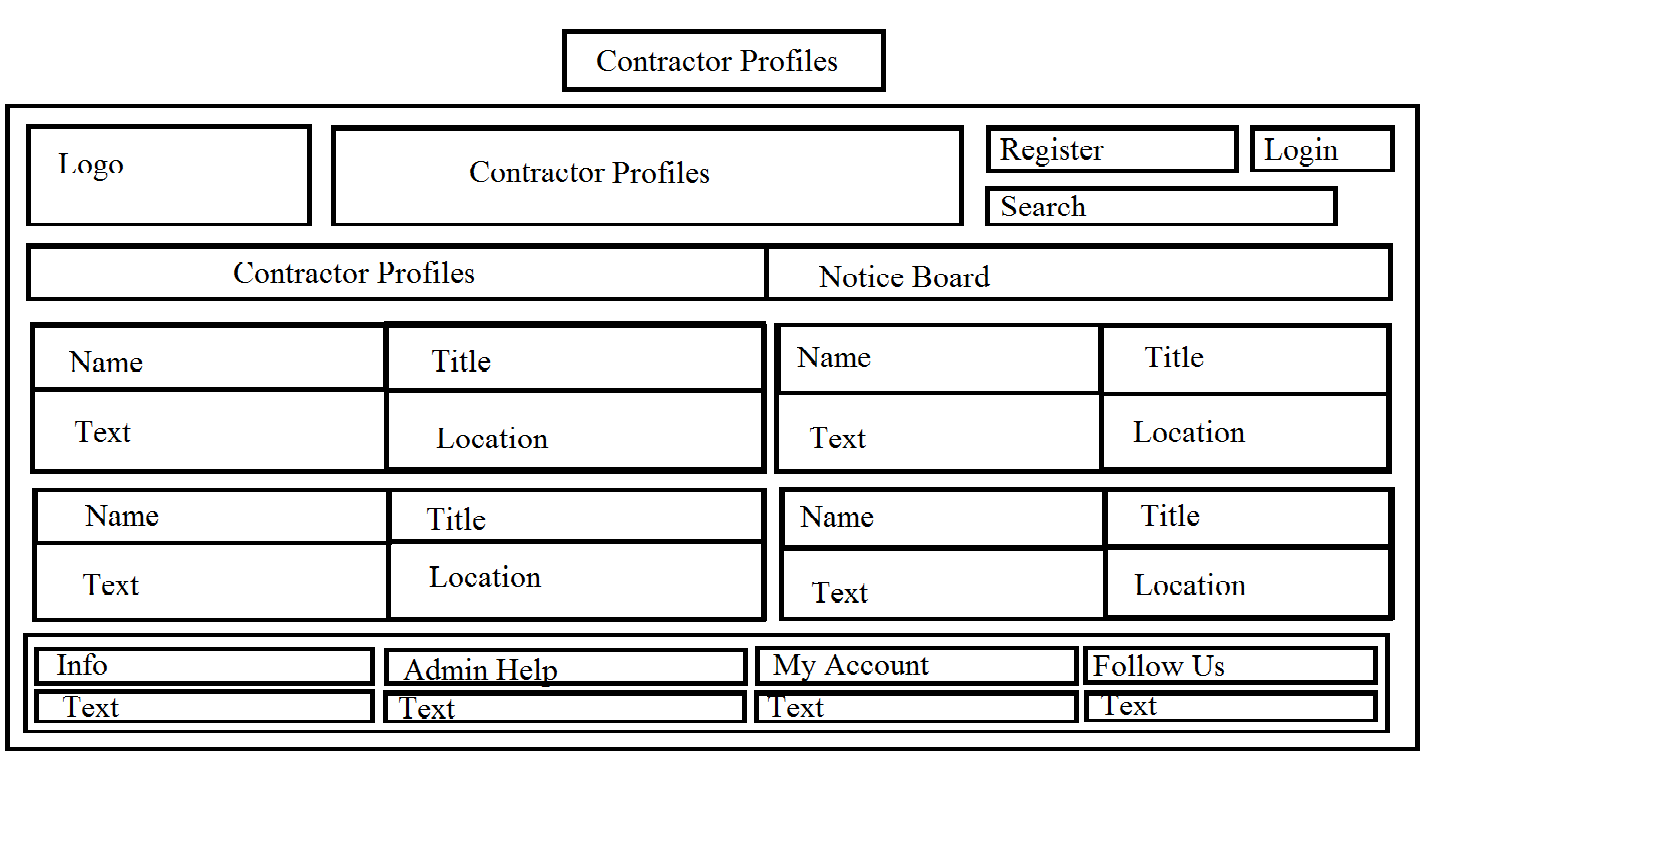 Contractor Profiles
Logo
Contractor Profiles
Register
Login
Search
Contractor Profiles
Notice Board
Name
Title
Name
Title
Text
Location
Text
Location
Name
Title
Name
Title
Text
Location
Text
Location
Info
Admin Help
My Account
Follow Us
Text
Text
Text
Text